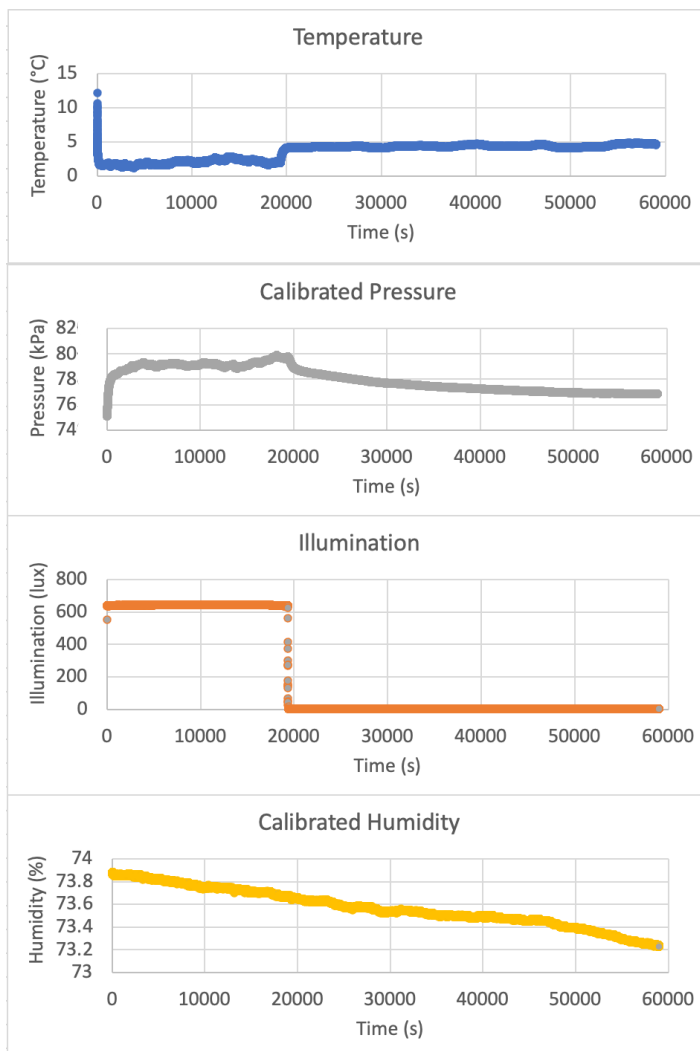 Temperature
Temperature (°C)
15
10
5
0
0 10000 20000 30000 40000 50000 60000
Time (s)
Calibrated Pressure
Pressure (kPa)
82
80
78
76
74
0 10000 20000 30000 40000 50000 60000
Time (s)
Illumination
Illumination (lux)
800
600
400
200
0
0 10000 20000 30000 40000 50000 60000
Time (s)
Calibrated Humidity
Humidity (%)
74
73.8
73.6
73.4
73.2
73
0 10000 20000 30000 40000 50000 60000
Time (s)